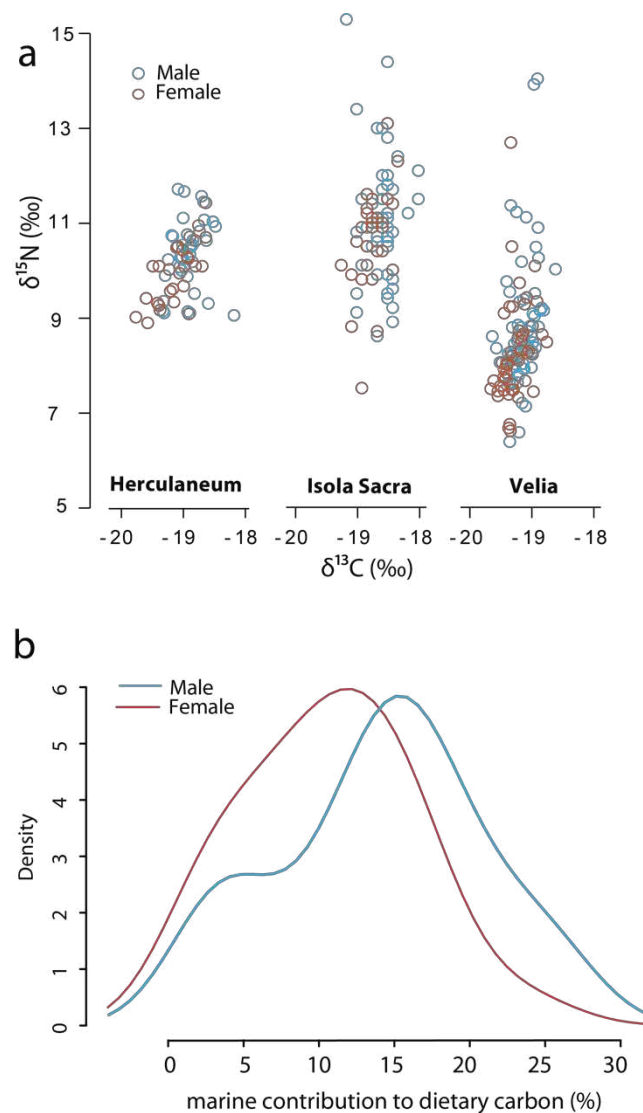 a
Male
Female
15
13
11
9
7
5
δ¹⁵N (‰)
Herculaneum
Isola Sacra
Velia
-20 -19 -18
-20 -19 -18
-20 -19 -18
δ¹³C (‰)
b
Male
Female
6
5
4
3
2
1
0
Density
0 5 10 15 20 25 30
marine contribution to dietary carbon (%)